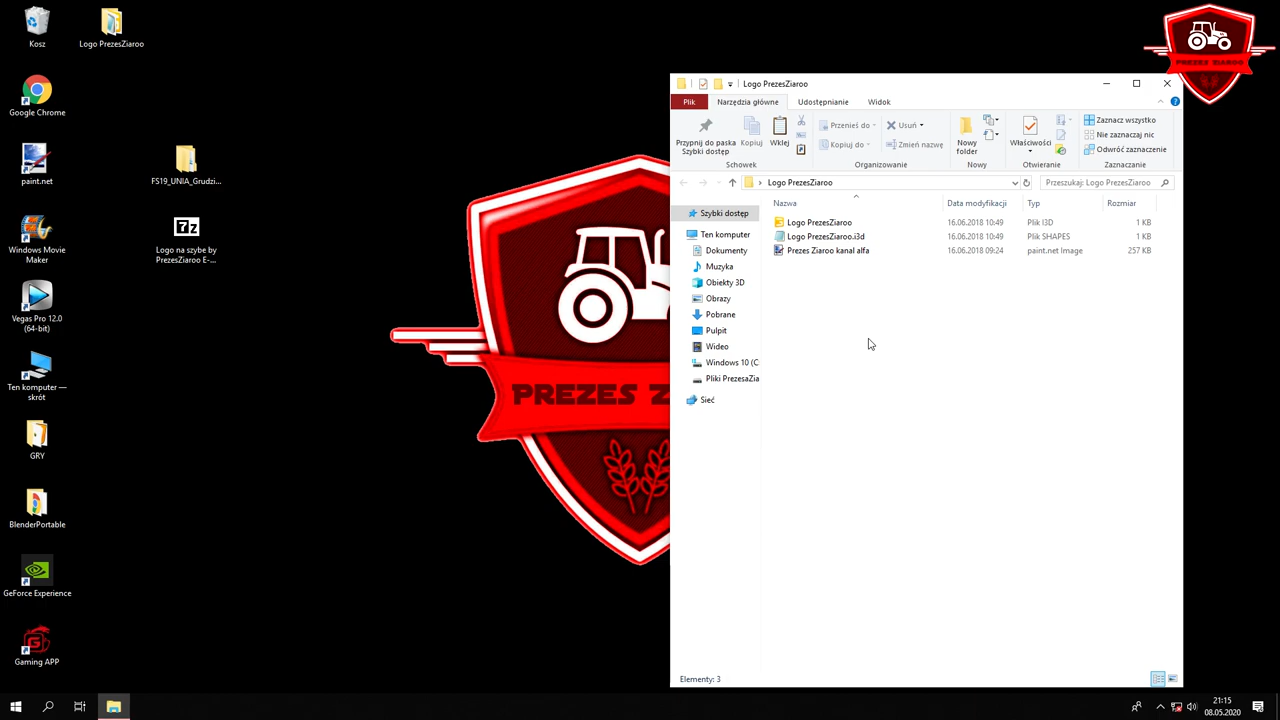 Kosz
Logo PrezesZiaroo
Google Chrome
paint.net
FS19_UNIA_Grudzi...
Windows Movie
Maker
7z
Logo na szybe by
PrezesZiaroo E-...
Vegas Pro 12.0
(64-bit)
Ten komputer —
skrót
GRY
BlenderPortable
GeForce Experience
Gaming APP
PREZES Z
PREZES ZIAROO
Logo PrezesZiaroo
Plik
Narzędzia główne
Udostępnianie
Widok
Przypnij do paska
Szybki dostęp
Kopiuj
Wklej
Schowek
Przenieś do
Kopiuj do
Usuń
Zmień nazwę
Organizowanie
Nowy
folder
Nowy
Właściwości
Otwieranie
Zaznacz wszystko
Nie zaznaczaj nic
Odwróć zaznaczenie
Zaznaczanie
Logo PrezesZiaroo
Przeszukaj: Logo PrezesZiaroo
Szybki dostęp
Ten komputer
Dokumenty
Muzyka
Obiekty 3D
Obrazy
Pobrane
Pulpit
Wideo
Windows 10 (C
Pliki PrezesaZia
Sieć
Nazwa Data modyfikacji Typ Rozmiar
Logo PrezesZiaroo 16.06.2018 10:49 Plik I3D 1 KB
Logo PrezesZiaroo.i3d 16.06.2018 10:49 Plik SHAPES 1 KB
Prezes Ziaroo kanal alfa 16.06.2018 09:24 paint.net Image 257 KB
Elementy: 3
21:15
08.05.2020